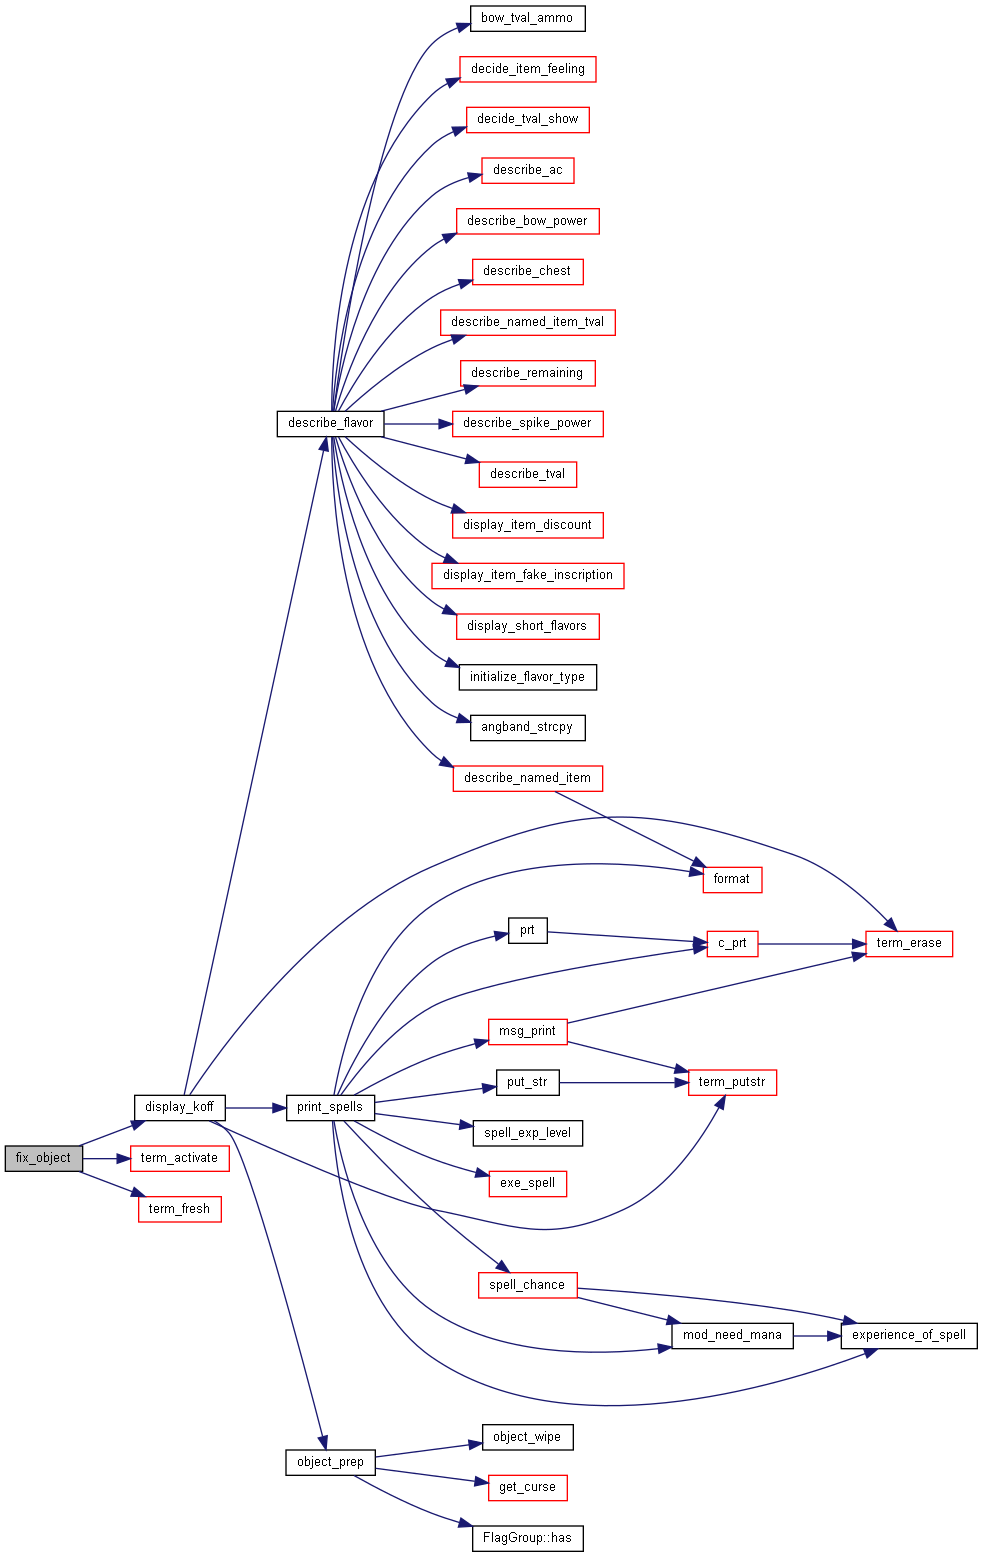 bow_tval_ammo
decide_item_feeling
decide_tval_show
describe_ac
describe_bow_power
describe_chest
describe_named_item_tval
describe_remaining
describe_flavor
describe_spike_power
describe_tval
display_item_discount
display_item_fake_inscription
display_short_flavors
initialize_flavor_type
angband_strcpy
describe_named_item
format
prt
c_prt
term_erase
msg_print
put_str
term_putstr
display_koff
print_spells
spell_exp_level
fix_object
term_activate
exe_spell
term_fresh
spell_chance
mod_need_mana
experience_of_spell
object_wipe
object_prep
get_curse
FlagGroup::has